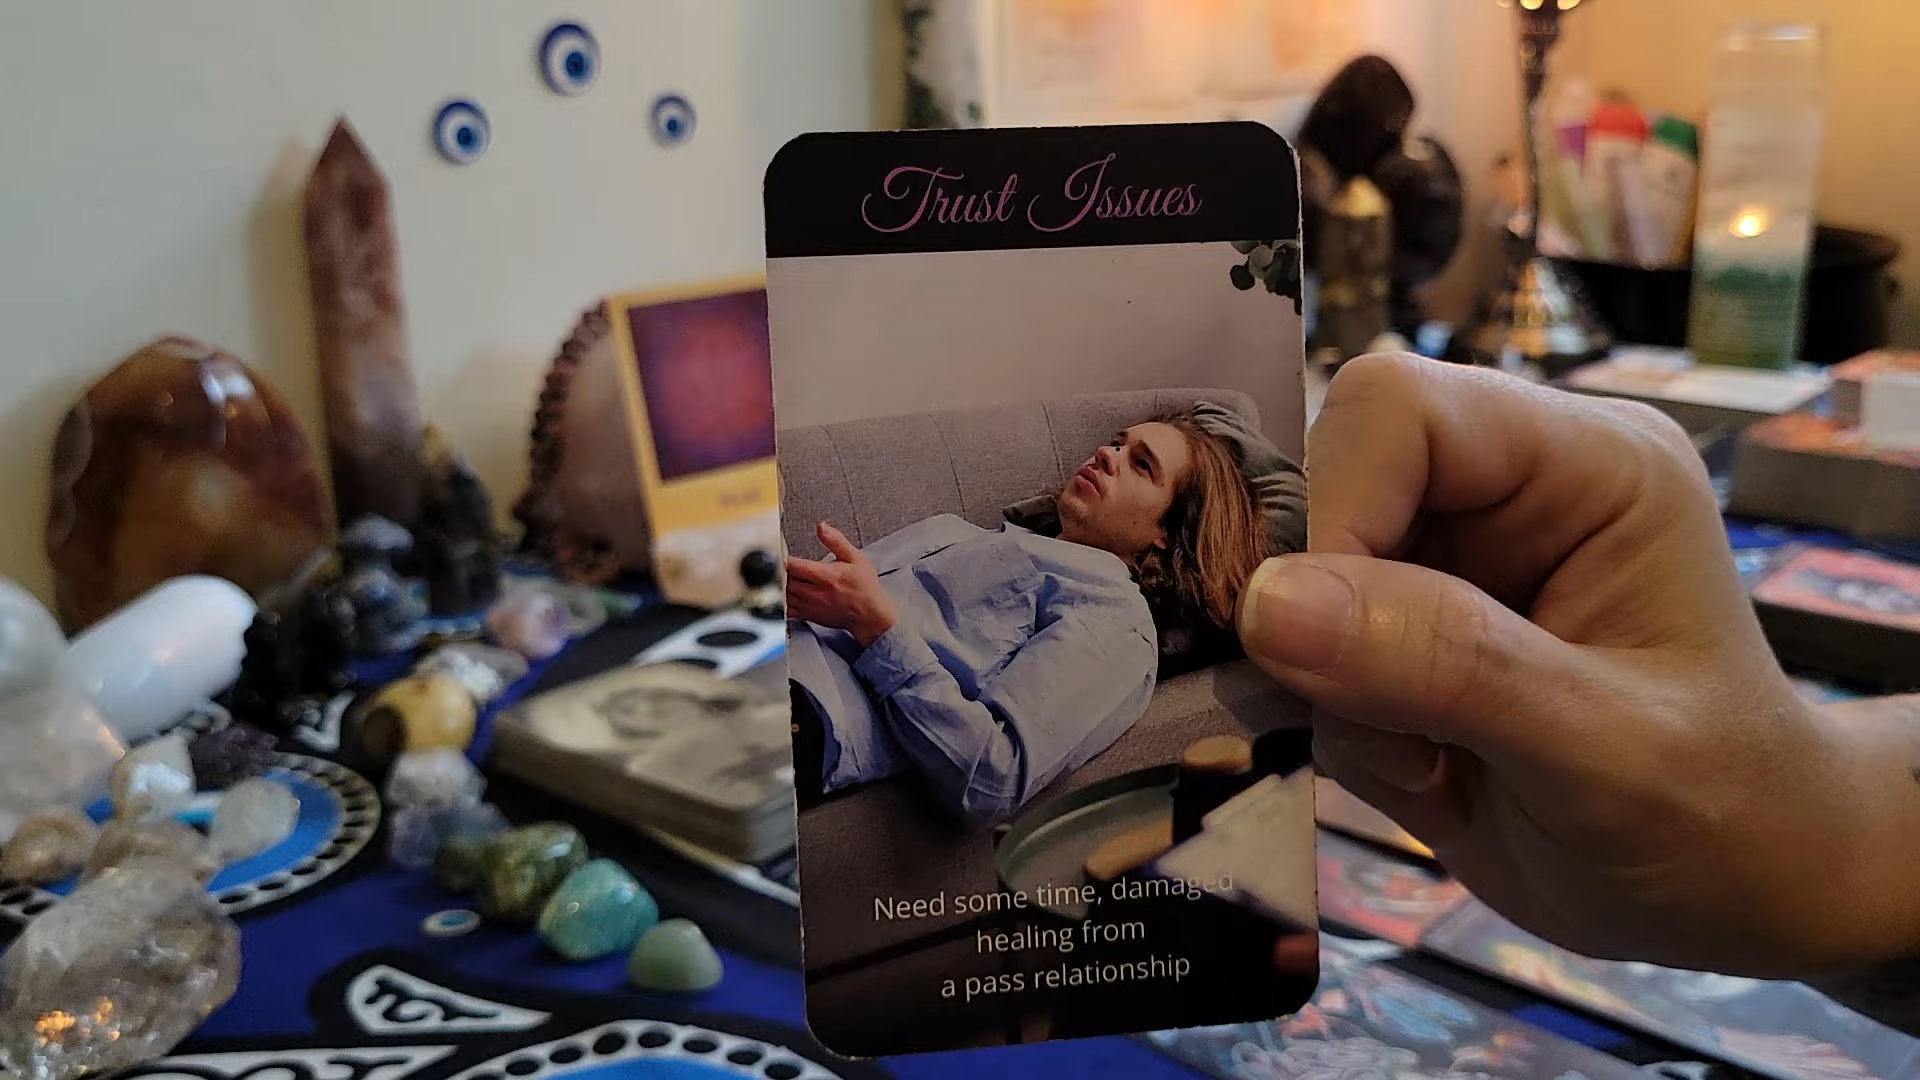 Trust Issues
Need some time, damaged
healing from
a pass relationship